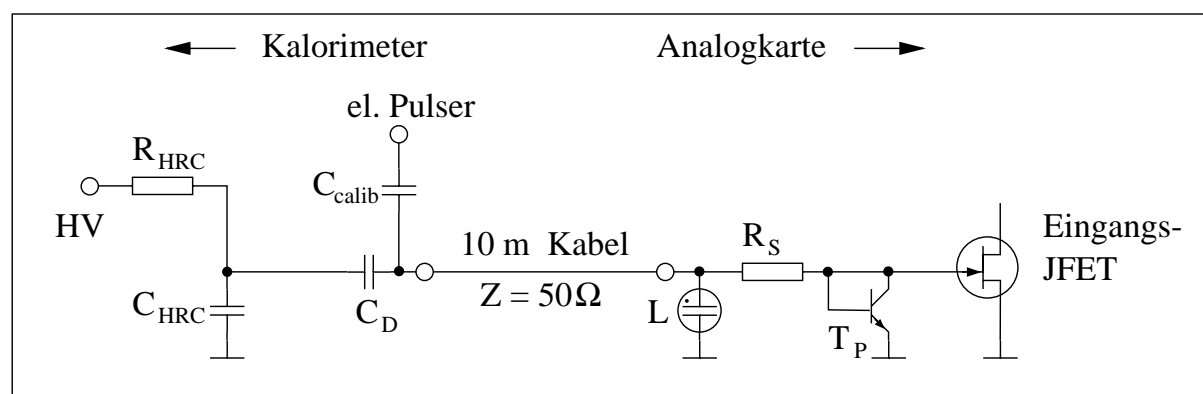 Kalorimeter
Analogkarte
el. Pulser
R_HRC
C_calib
HV
10 m Kabel
Z = 50Ω
R_S
Eingangs-
JFET
C_HRC
C_D
L
T_P